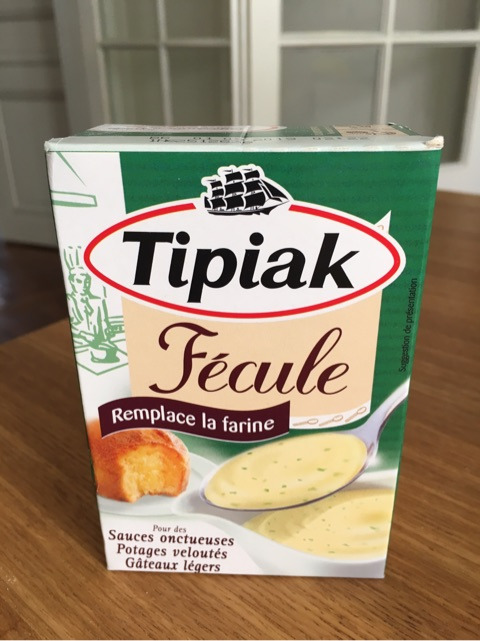 Tipiak
Fécule
Remplace la farine
Suggestion de présentation
Pour des
Sauces onctueuses
Potages veloutés
Gâteaux légers